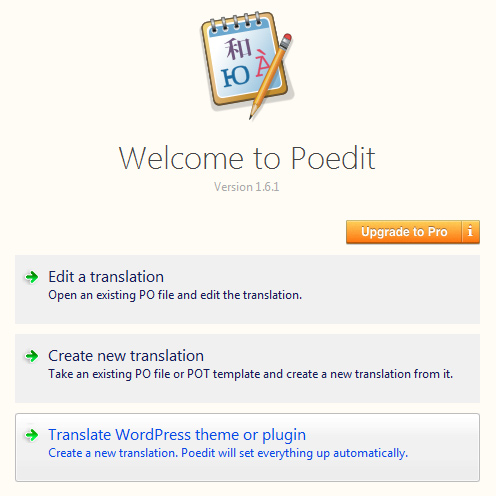 和
Ю À
Welcome to Poedit
Version 1.6.1
Upgrade to Pro i
Edit a translation
Open an existing PO file and edit the translation.
Create new translation
Take an existing PO file or POT template and create a new translation from it.
Translate WordPress theme or plugin
Create a new translation. Poedit will set everything up automatically.